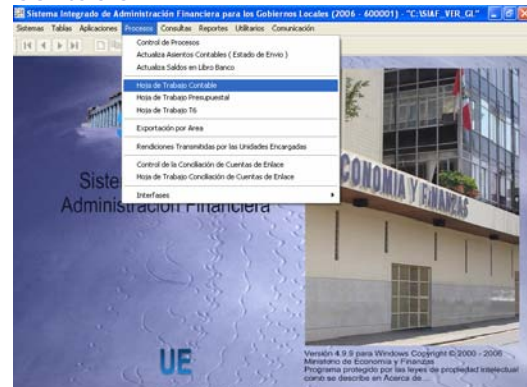 Sistema Integrado de Administración Financiera para los Gobiernos Locales (2006 - 600001) - "C:\SIAF_VER_GL"
Sistemas Tablas Aplicaciones Procesos Consultas Reportes Utilitarios Comunicación
Control de Procesos
Actualiza Asientos Contables ( Estado de Envio )
Actualiza Saldos en Libro Banco
Hoja de Trabajo Contable
Hoja de Trabajo Presupuestal
Hoja de Trabajo T6
Exportación por Area
Rendiciones Transmitidas por las Unidades Encargadas
Control de la Conciliación de Cuentas de Enlace
Hoja de Trabajo Conciliación de Cuentas de Enlace
Interfases
Siste
Administración Financiera
ECONOMIA Y FINANZAS
UE
Versión 4.9.9 para Windows Copyright © 2000 - 2006
Ministerio de Economía y Finanzas
Programa protegido por las leyes de propiedad intelectual
como se describe en Acerca de...